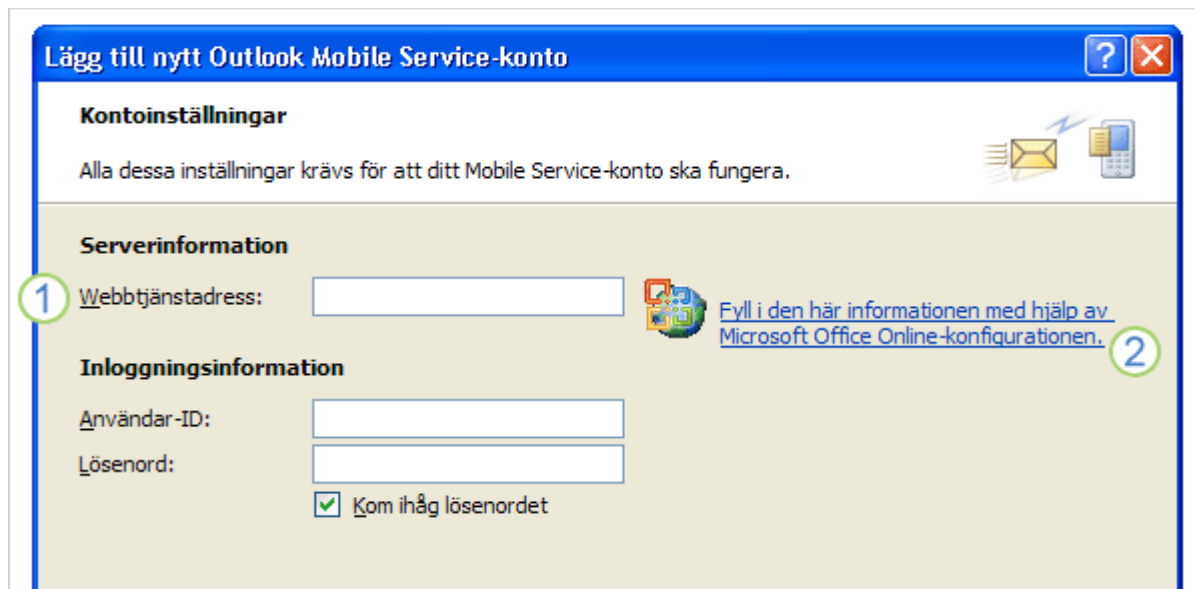 Lägg till nytt Outlook Mobile Service-konto
Kontoinställningar
Alla dessa inställningar krävs för att ditt Mobile Service-konto ska fungera.
Serverinformation
1 Webbtjänstadress:
Fyll i den här informationen med hjälp av
Microsoft Office Online-konfigurationen. 2
Inloggningsinformation
Användar-ID:
Lösenord:
Kom ihåg lösenordet